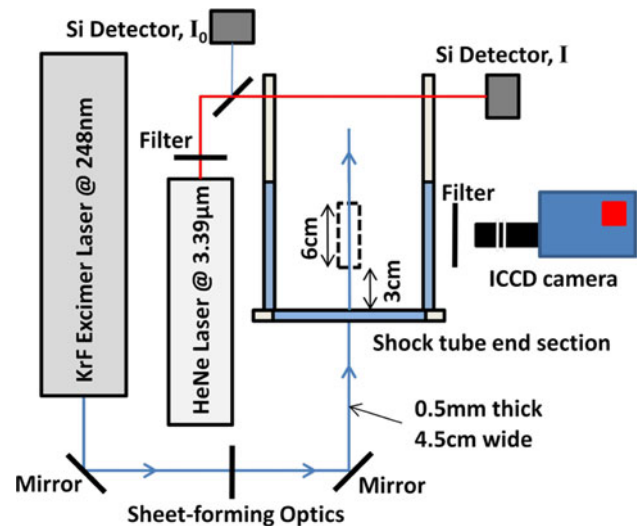 Si Detector, I₀
Si Detector, I
Filter
KrF Excimer Laser @ 248nm
HeNe Laser @ 3.39μm
6cm
3cm
Filter
ICCD camera
Shock tube end section
0.5mm thick
4.5cm wide
Mirror
Mirror
Sheet-forming Optics